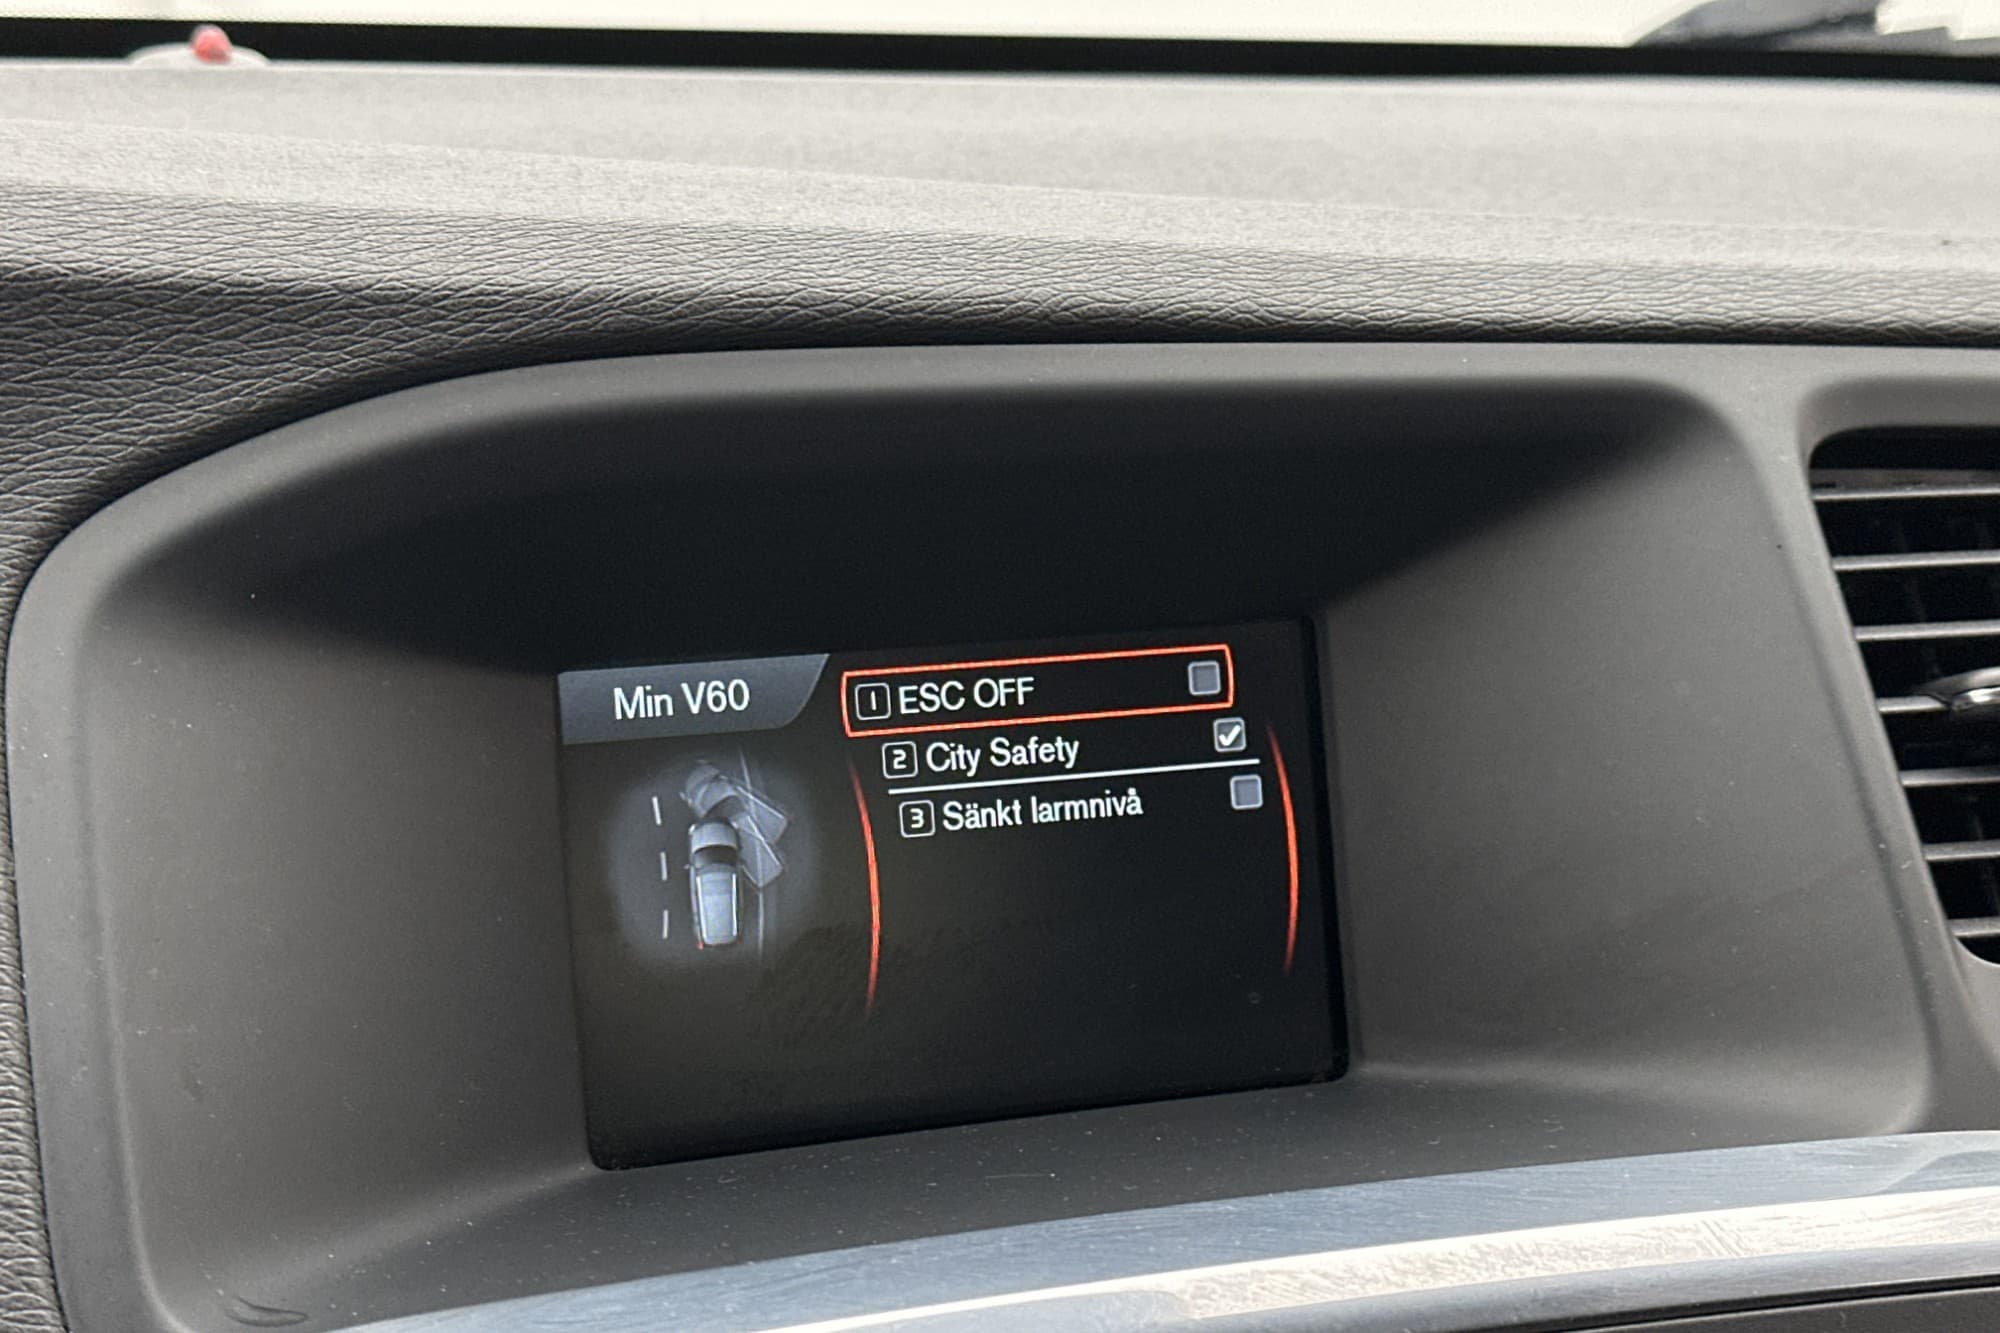 Min V60
1 ESC OFF
2 City Safety
3 Sänkt larmnivå